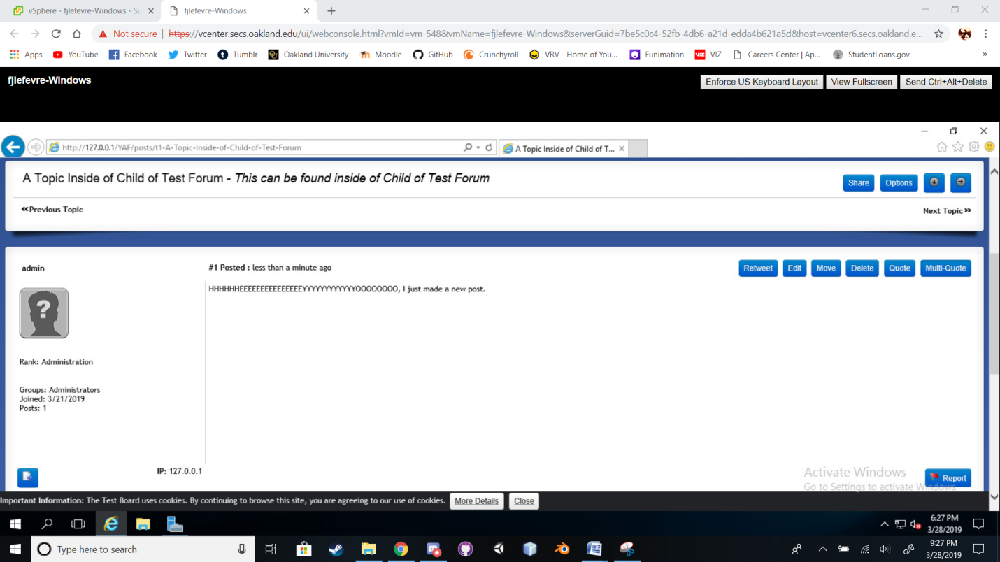 vSphere - fjlefevre-Windows - Su
fjlefevre-Windows
Not secure | https://vcenter.secs.oakland.edu/ui/webconsole.html?vmId=vm-548&vmName=fjlefevre-Windows&serverGuid=7be5c0c4-52fb-4db6-a21d-edda4b621a5d&host=vcenter6.secs.oakland.e...
Apps YouTube Facebook Twitter Tumblr Oakland University Moodle GitHub Crunchyroll VRV - Home of You... Funimation VIZ Careers Center | Ap... StudentLoans.gov »
fjlefevre-Windows
Enforce US Keyboard Layout View Fullscreen Send Ctrl+Alt+Delete
http://127.0.0.1/YAF/posts/t1-A-Topic-Inside-of-Child-of-Test-Forum
A Topic Inside of Child of T...
A Topic Inside of Child of Test Forum - This can be found inside of Child of Test Forum
Share Options
«Previous Topic
Next Topic»
admin
#1 Posted : less than a minute ago
Retweet Edit Move Delete Quote Multi-Quote
HHHHHHEEEEEEEEEEEEEEEYYYYYYYYYYYYOOOOOOOO, I just made a new post.
Rank: Administration
Groups: Administrators
Joined: 3/21/2019
Posts: 1
IP: 127.0.0.1
Activate Windows
Go to Settings to activate Windows.
Report
Important Information: The Test Board uses cookies. By continuing to browse this site, you are agreeing to our use of cookies. More Details Close
6:27 PM
3/28/2019
Type here to search
9:27 PM
3/28/2019